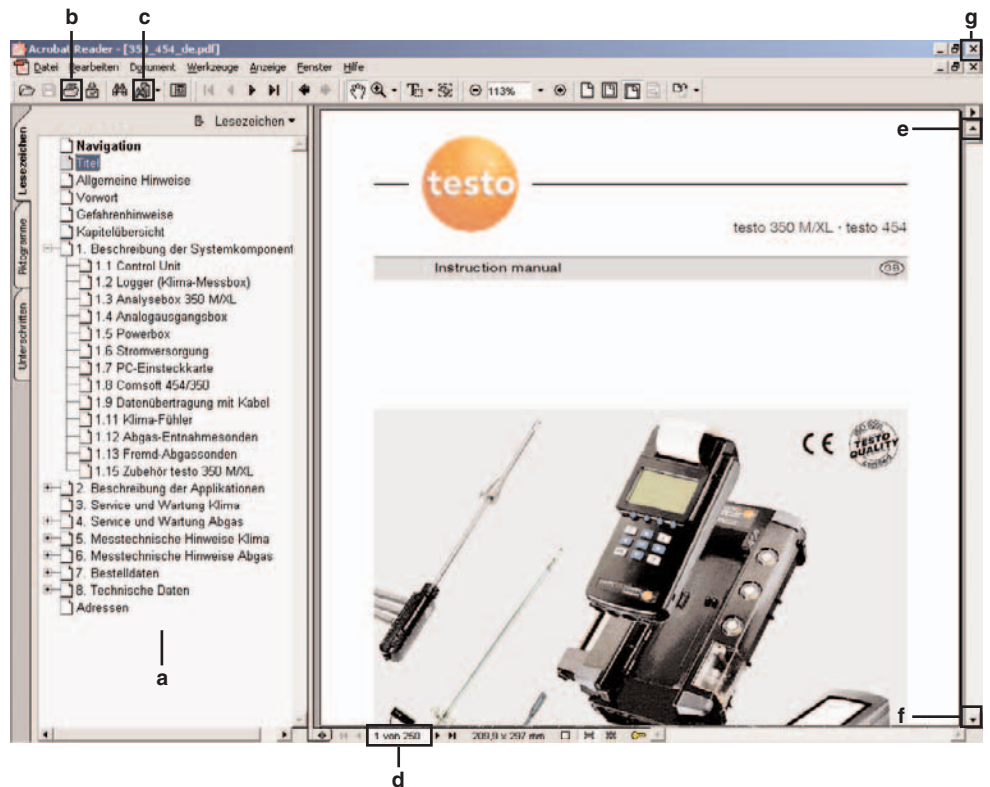 b
c
g
Acrobat Reader - [350_454_de.pdf]
Datei Bearbeiten Dokument Werkzeuge Anzeige Fenster Hilfe
113%
Lesezeichen
e
Lesezeichen
Piktogramme
Unterschriften
Navigation
Titel
Allgemeine Hinweise
Vorwort
Gefahrenhinweise
Kapitelübersicht
1. Beschreibung der Systemkomponent
1.1 Control Unit
1.2 Logger (Klima-Messbox)
1.3 Analysebox 350 M/XL
1.4 Analogausgangsbox
1.5 Powerbox
1.6 Stromversorgung
1.7 PC-Einsteckkarte
1.8 Comsoft 454/350
1.9 Datenübertragung mit Kabel
1.11 Klima-Fühler
1.12 Abgas-Entnahmesonden
1.13 Fremd-Abgassonden
1.15 Zubehör testo 350 M/XL
2. Beschreibung der Applikationen
3. Service und Wartung Klima
4. Service und Wartung Abgas
5. Messtechnische Hinweise Klima
6. Messtechnische Hinweise Abgas
7. Bestelldaten
8. Technische Daten
Adressen
a
testo
testo 350 M/XL · testo 454
Instruction manual
GB
CE
TESTO
QUALITY
f
1 von 250
209,9 x 297 mm
d